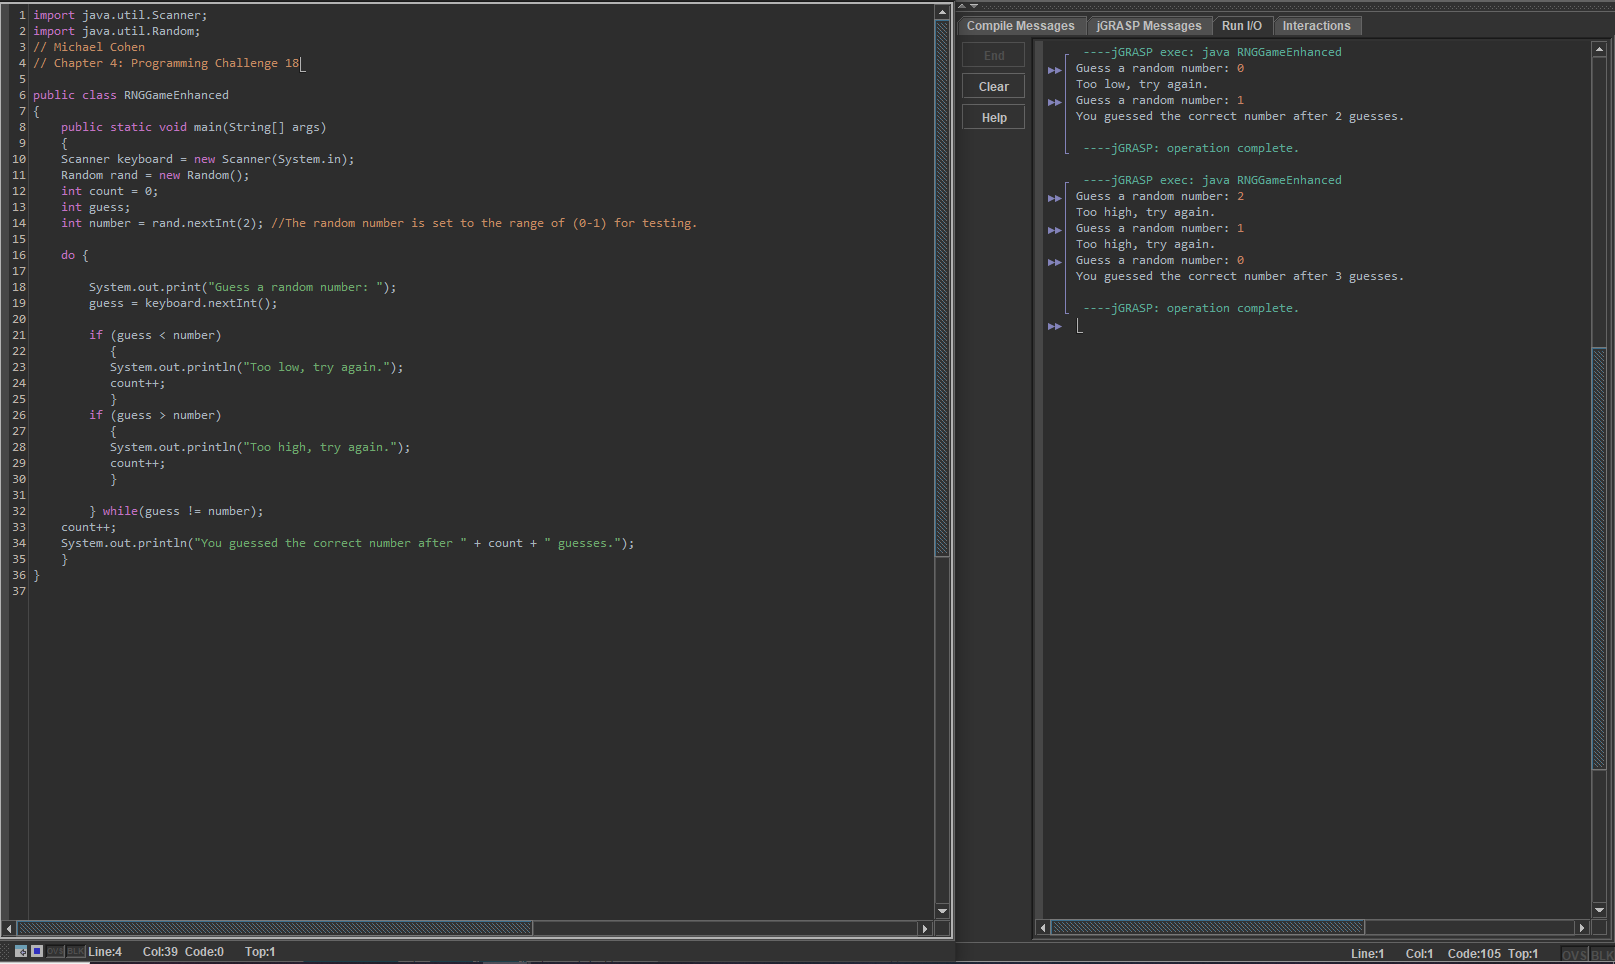 1 import java.util.Scanner;
2 import java.util.Random;
3 // Michael Cohen
4 // Chapter 4: Programming Challenge 18
5
6 public class RNGGameEnhanced
7 {
8     public static void main(String[] args)
9     {
10    Scanner keyboard = new Scanner(System.in);
11    Random rand = new Random();
12    int count = 0;
13    int guess;
14    int number = rand.nextInt(2); //The random number is set to the range of (0-1) for testing.
15
16    do {
17
18        System.out.print("Guess a random number: ");
19        guess = keyboard.nextInt();
20
21        if (guess < number)
22           {
23           System.out.println("Too low, try again.");
24           count++;
25           }
26        if (guess > number)
27           {
28           System.out.println("Too high, try again.");
29           count++;
30           }
31
32        } while(guess != number);
33    count++;
34    System.out.println("You guessed the correct number after " + count + " guesses.");
35    }
36 }
37
OVS BLK Line:4 Col:39 Code:0 Top:1
Compile Messages jGRASP Messages Run I/O Interactions
End
Clear
Help
----jGRASP exec: java RNGGameEnhanced
Guess a random number: 0
Too low, try again.
Guess a random number: 1
You guessed the correct number after 2 guesses.
----jGRASP: operation complete.
----jGRASP exec: java RNGGameEnhanced
Guess a random number: 2
Too high, try again.
Guess a random number: 1
Too high, try again.
Guess a random number: 0
You guessed the correct number after 3 guesses.
----jGRASP: operation complete.
Line:1 Col:1 Code:105 Top:1 OVS BLK